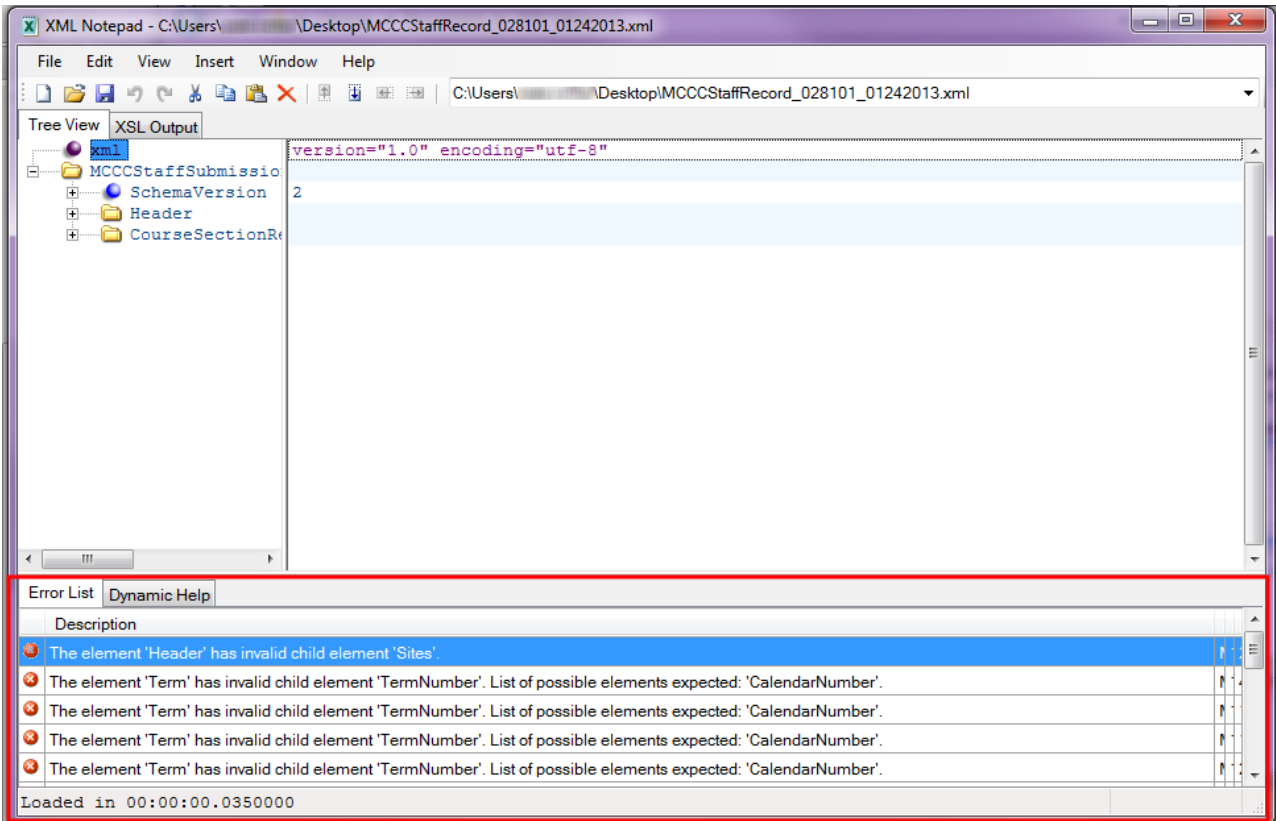 XML Notepad - C:\Users\ \Desktop\MCCCStaffRecord_028101_01242013.xml
File Edit View Insert Window Help
C:\Users\ \Desktop\MCCCStaffRecord_028101_01242013.xml
Tree View XSL Output
xml version="1.0" encoding="utf-8"
MCCCStaffSubmissio
SchemaVersion 2
Header
CourseSectionRe
Error List Dynamic Help
Description
The element 'Header' has invalid child element 'Sites'.
The element 'Term' has invalid child element 'TermNumber'. List of possible elements expected: 'CalendarNumber'.
The element 'Term' has invalid child element 'TermNumber'. List of possible elements expected: 'CalendarNumber'.
The element 'Term' has invalid child element 'TermNumber'. List of possible elements expected: 'CalendarNumber'.
The element 'Term' has invalid child element 'TermNumber'. List of possible elements expected: 'CalendarNumber'.
Loaded in 00:00:00.0350000